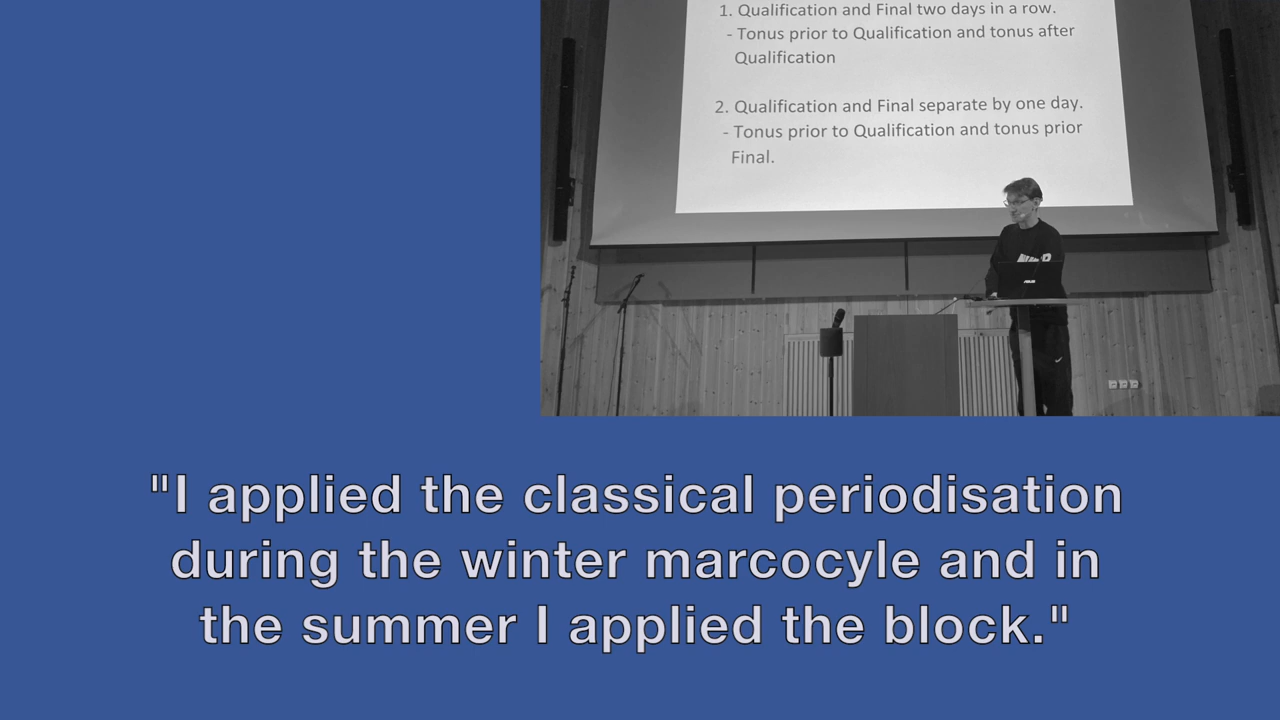 1. Qualification and Final two days in a row.
- Tonus prior to Qualification and tonus after
Qualification
2. Qualification and Final separate by one day.
- Tonus prior to Qualification and tonus prior
Final.
"I applied the classical periodisation
during the winter marcocyle and in
the summer I applied the block."